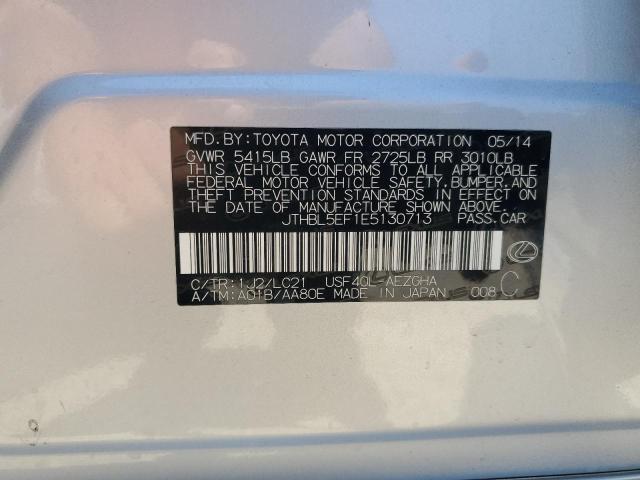 MFD.BY:TOYOTA MOTOR CORPORATION 05/14
GVWR 5415LB GAWR FR 2725LB RR 3010LB
THIS VEHICLE CONFORMS TO ALL APPLICABLE
FEDERAL MOTOR VEHICLE SAFETY,BUMPER,AND
THEFT PREVENTION STANDARDS IN EFFECT ON
THE DATE OF MANUFACTURE SHOWN ABOVE.
JTHBL5EF1E5130713 PASS.CAR
C/TR:1J2/LC21 USF40L-AEZGHA
A/TM:A01B/AA80E MADE IN JAPAN 008 C